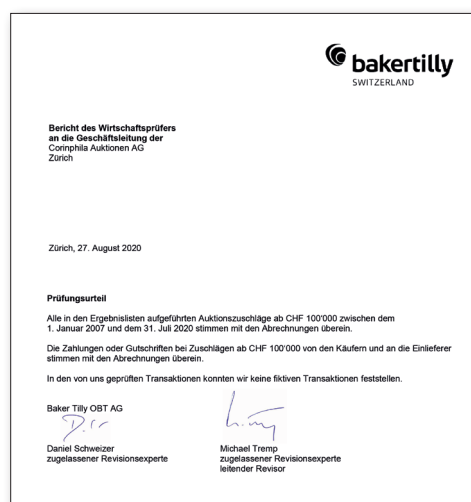 bakertilly
SWITZERLAND
Bericht des Wirtschaftsprüfers
an die Geschäftsleitung der
Corinphila Auktionen AG
Zürich
Zürich, 27. August 2020
Prüfungsurteil
Alle in den Ergebnislisten aufgeführten Auktionszuschläge ab CHF 100'000 zwischen dem
1. Januar 2007 und dem 31. Juli 2020 stimmen mit den Abrechnungen überein.
Die Zahlungen oder Gutschriften bei Zuschlägen ab CHF 100'000 von den Käufern und an die Einlieferer
stimmen mit den Abrechnungen überein.
In den von uns geprüften Transaktionen konnten wir keine fiktiven Transaktionen feststellen.
Baker Tilly OBT AG
Daniel Schweizer
zugelassener Revisionsexperte
Michael Tremp
zugelassener Revisionsexperte
leitender Revisor